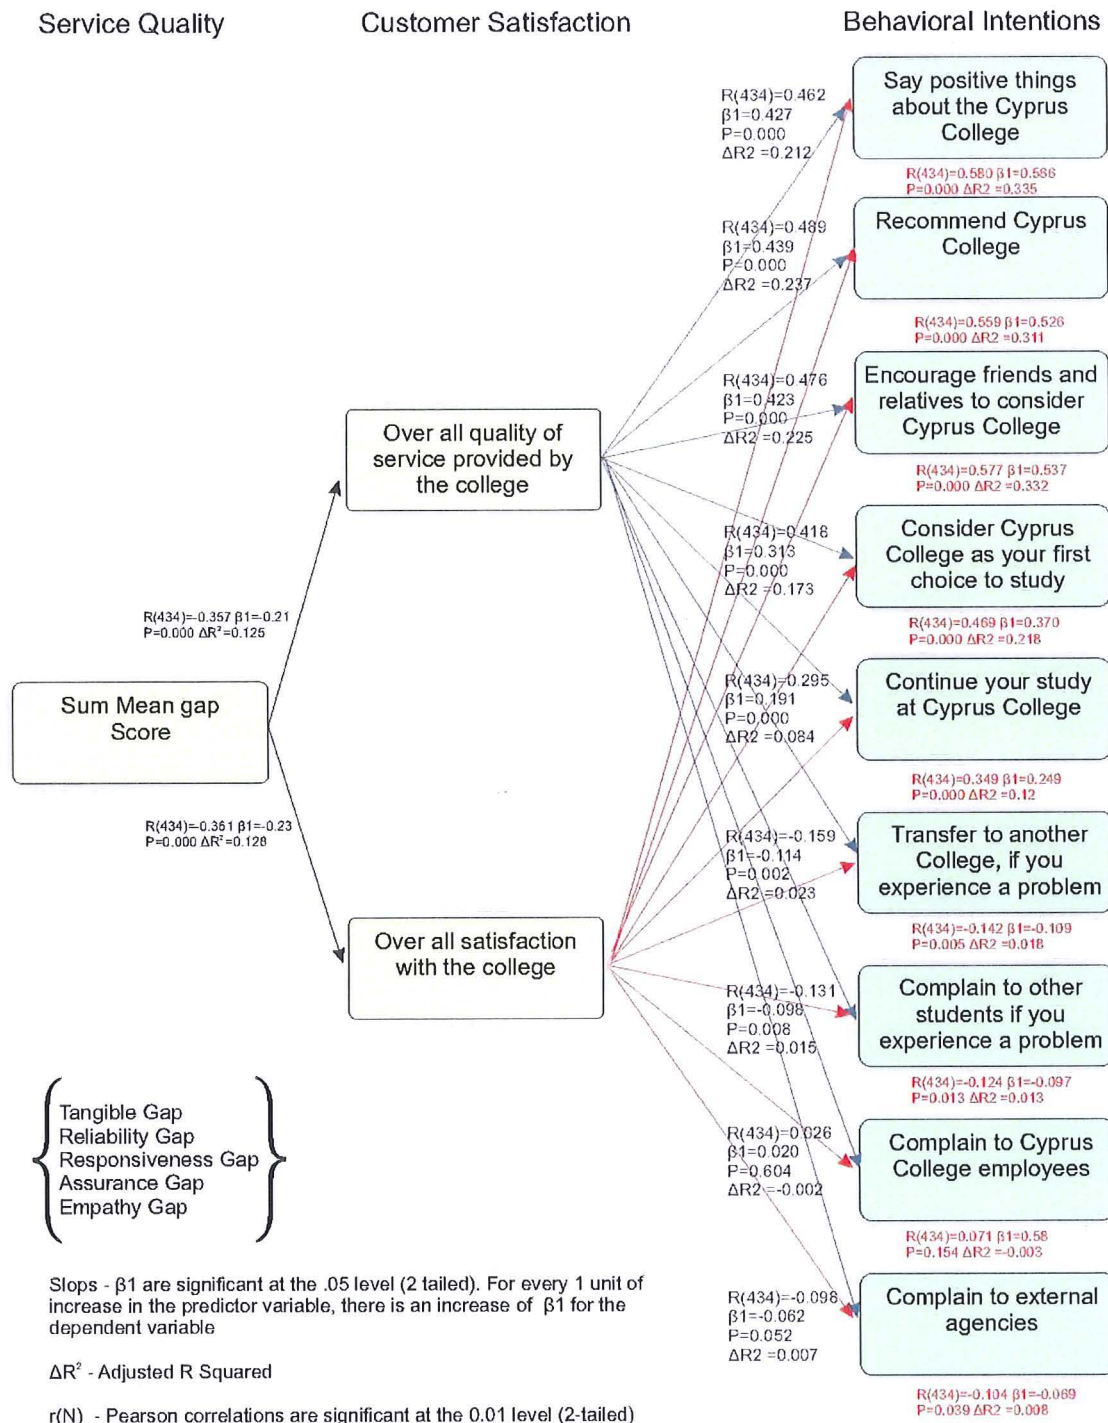 Service Quality
Customer Satisfaction
Behavioral Intentions
Say positive things
about the Cyprus
College
R(434)=0.462
β1=0.427
P=0.000
ΔR2 =0.212
R(434)=0.580 β1=0.586
P=0.000 ΔR2 =0.335
Recommend Cyprus
College
R(434)=0.489
β1=0.439
P=0.000
ΔR2 =0.237
R(434)=0.559 β1=0.526
P=0.000 ΔR2 =0.311
Encourage friends and
relatives to consider
Cyprus College
R(434)=0.476
β1=0.423
P=0.000
ΔR2 =0.225
R(434)=0.577 β1=0.537
P=0.000 ΔR2 =0.332
Over all quality of
service provided by
the college
Consider Cyprus
College as your first
choice to study
R(434)=0.418
β1=0.313
P=0.000
ΔR2 =0.173
R(434)=0.469 β1=0.370
P=0.000 ΔR2 =0.218
R(434)=-0.357 β1=-0.21
P=0.000 ΔR²=0.125
Sum Mean gap
Score
Continue your study
at Cyprus College
R(434)=0.295
β1=0.191
P=0.000
ΔR2 =0.084
R(434)=0.349 β1=0.249
P=0.000 ΔR2 =0.12
R(434)=-0.361 β1=-0.23
P=0.000 ΔR²=0.128
Transfer to another
College, if you
experience a problem
R(434)=-0.159
β1=-0.114
P=0.002
ΔR2 =0.023
R(434)=-0.142 β1=-0.109
P=0.005 ΔR2 =0.018
Over all satisfaction
with the college
Complain to other
students if you
experience a problem
R(434)=-0.131
β1=-0.098
P=0.008
ΔR2 =0.015
R(434)=-0.124 β1=-0.097
P=0.013 ΔR2 =0.013
Tangible Gap
Reliability Gap
Responsiveness Gap
Assurance Gap
Empathy Gap
Complain to Cyprus
College employees
R(434)=0.026
β1=0.020
P=0.604
ΔR2 =-0.002
R(434)=0.071 β1=0.58
P=0.154 ΔR2 =-0.003
Slops - β1 are significant at the .05 level (2 tailed). For every 1 unit of
increase in the predictor variable, there is an increase of β1 for the
dependent variable
Complain to external
agencies
R(434)=-0.098
β1=-0.062
P=0.052
ΔR2 =0.007
R(434)=-0.104 β1=-0.069
P=0.039 ΔR2 =0.008
ΔR² - Adjusted R Squared
r(N) - Pearson correlations are significant at the 0.01 level (2-tailed)